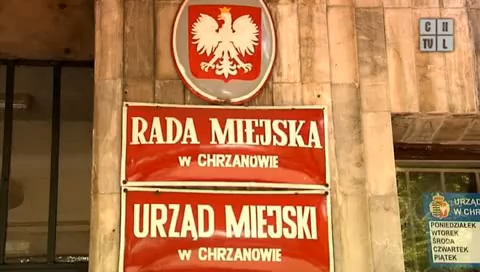 CH
TVL
RADA MIEJSKA
W CHRZANOWIE
URZĄD MIEJSKI
W CHRZANOWIE
URZĄD
W CHR
PONIEDZIAŁEK
WTOREK
ŚRODA
CZWARTEK
PIĄTEK